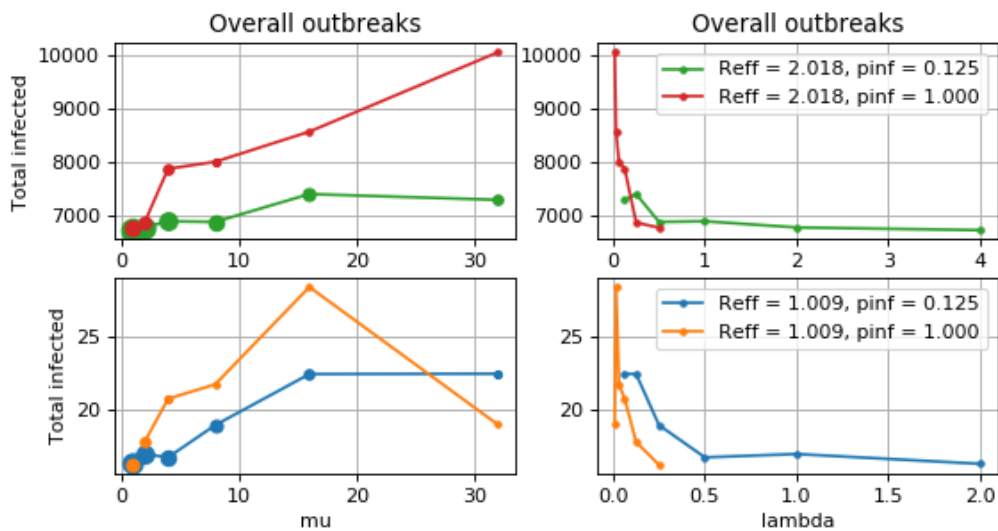 Overall outbreaks
Total infected
10000
9000
8000
7000
0 10 20 30
Overall outbreaks
Reff = 2.018, pinf = 0.125
Reff = 2.018, pinf = 1.000
10000
9000
8000
7000
0 1 2 3 4
Total infected
25
20
0 10 20 30
mu
Reff = 1.009, pinf = 0.125
Reff = 1.009, pinf = 1.000
25
20
0.0 0.5 1.0 1.5 2.0
lambda